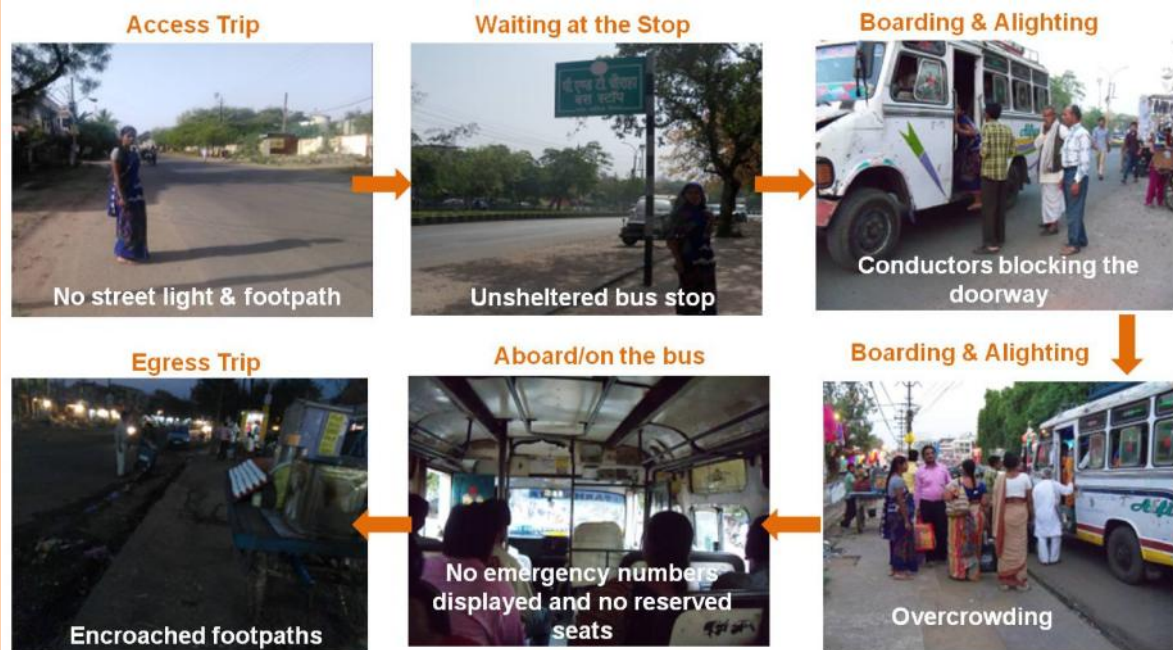 Access Trip
No street light & footpath
Waiting at the Stop
पी.एण्ड टी. चौराहा
बस स्टॉप
Unsheltered bus stop
Boarding & Alighting
Conductors blocking the
doorway
Boarding & Alighting
Overcrowding
Aboard/on the bus
No emergency numbers
displayed and no reserved
seats
Egress Trip
Encroached footpaths